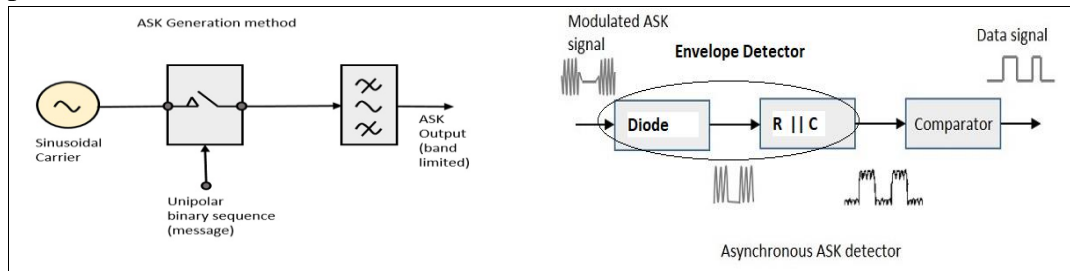 ASK Generation method
Sinusoidal
Carrier
Unipolar
binary sequence
(message)
ASK
Output
(band
limited)
Modulated ASK
signal
Envelope Detector
Data signal
Diode
R || C
Comparator
Asynchronous ASK detector